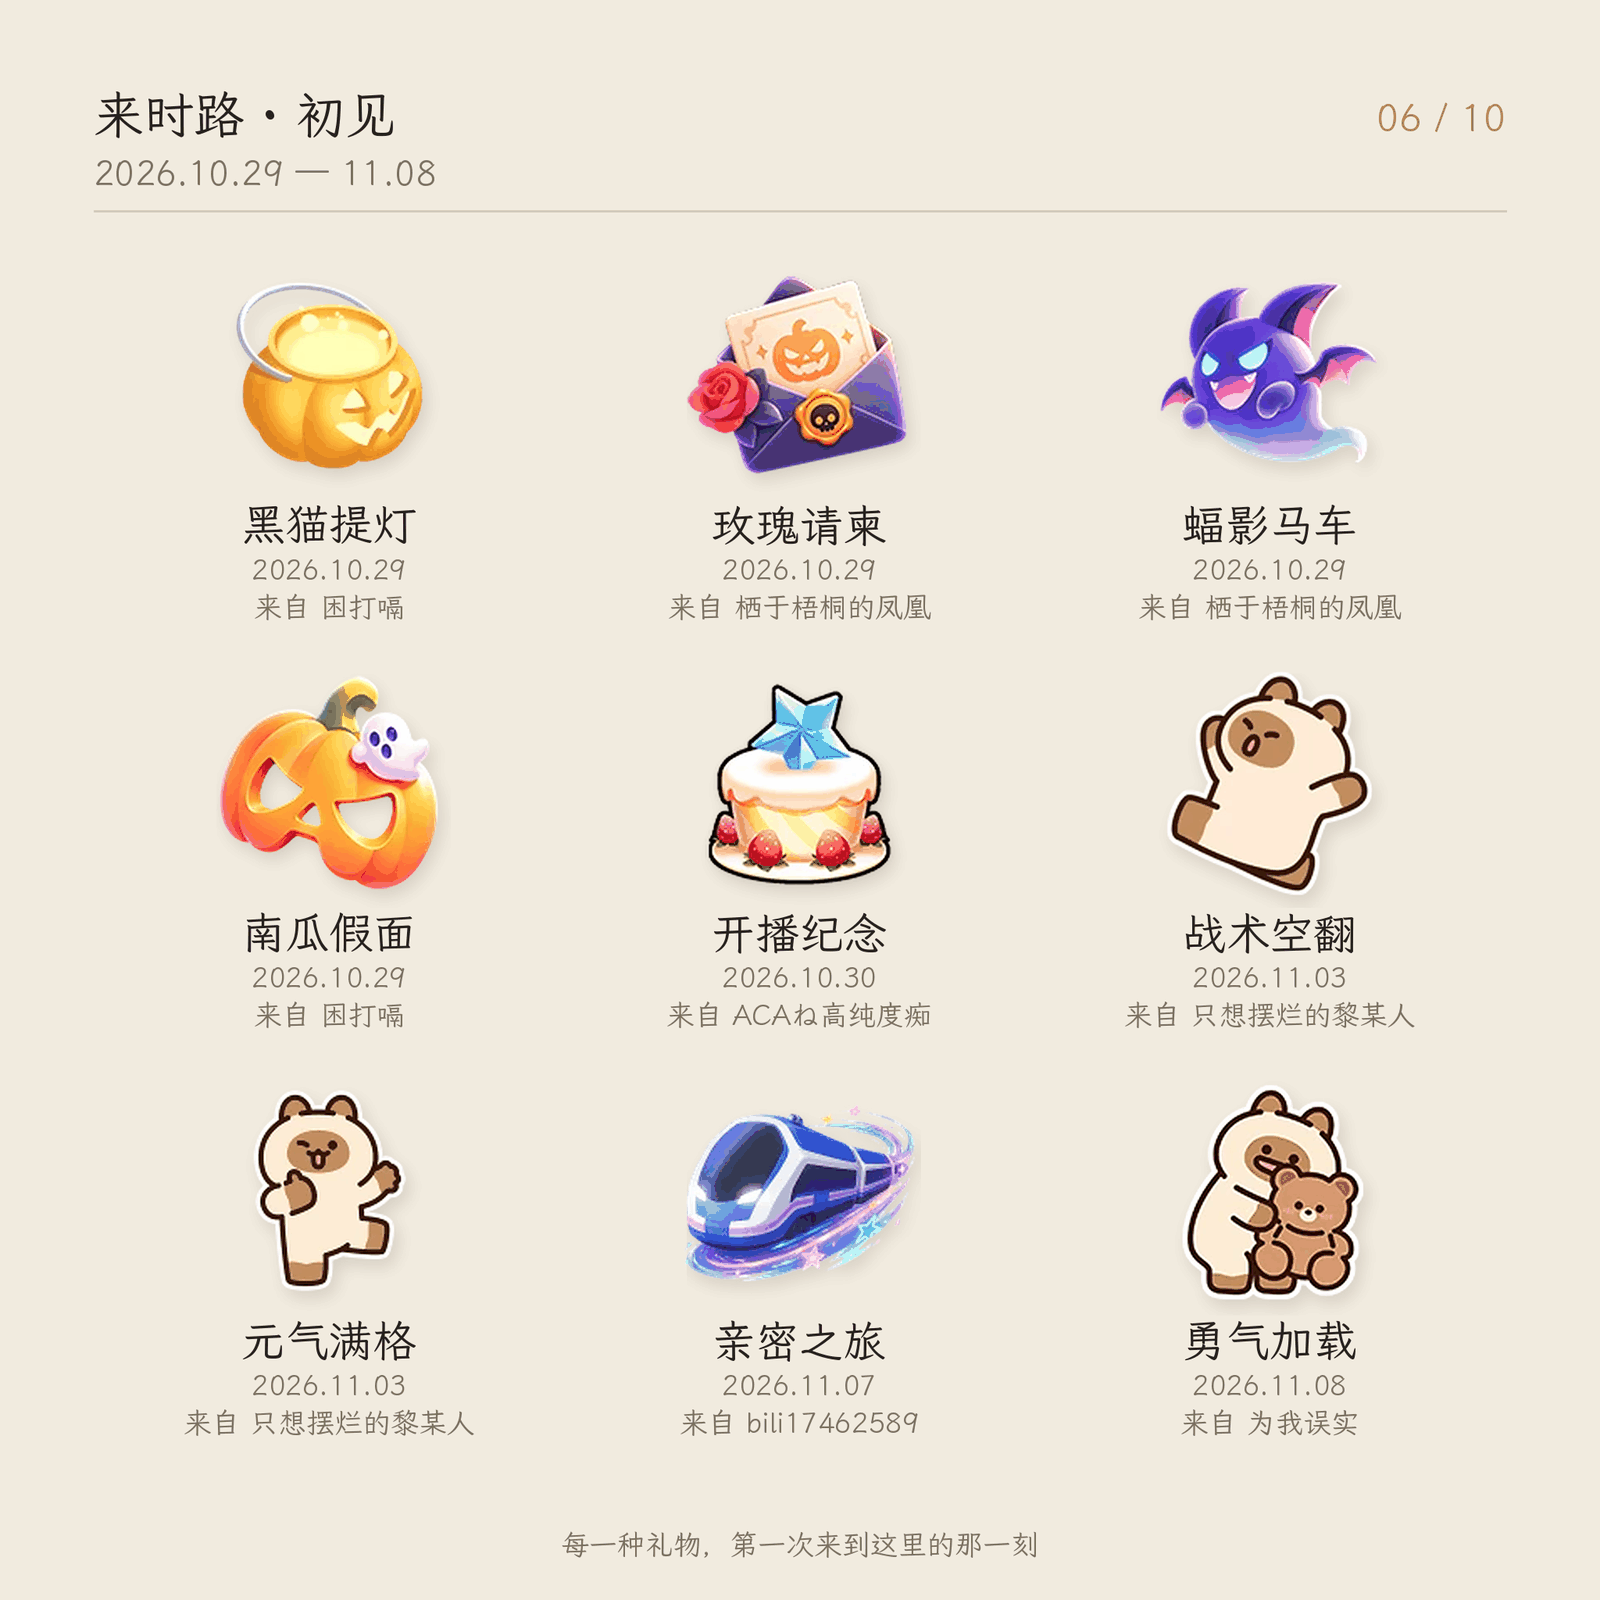 来时路·初见
06 / 10
2026.10.29 — 11.08
黑猫提灯
2026.10.29
来自 困打嗝
玫瑰请柬
2026.10.29
来自 栖于梧桐的凤凰
蝠影马车
2026.10.29
来自 栖于梧桐的凤凰
南瓜假面
2026.10.29
来自 困打嗝
开播纪念
2026.10.30
来自 ACAね高纯度痴
战术空翻
2026.11.03
来自 只想摆烂的黎某人
元气满格
2026.11.03
来自 只想摆烂的黎某人
亲密之旅
2026.11.07
来自 bili17462589
勇气加载
2026.11.08
来自 为我误实
每一种礼物，第一次来到这里的那一刻